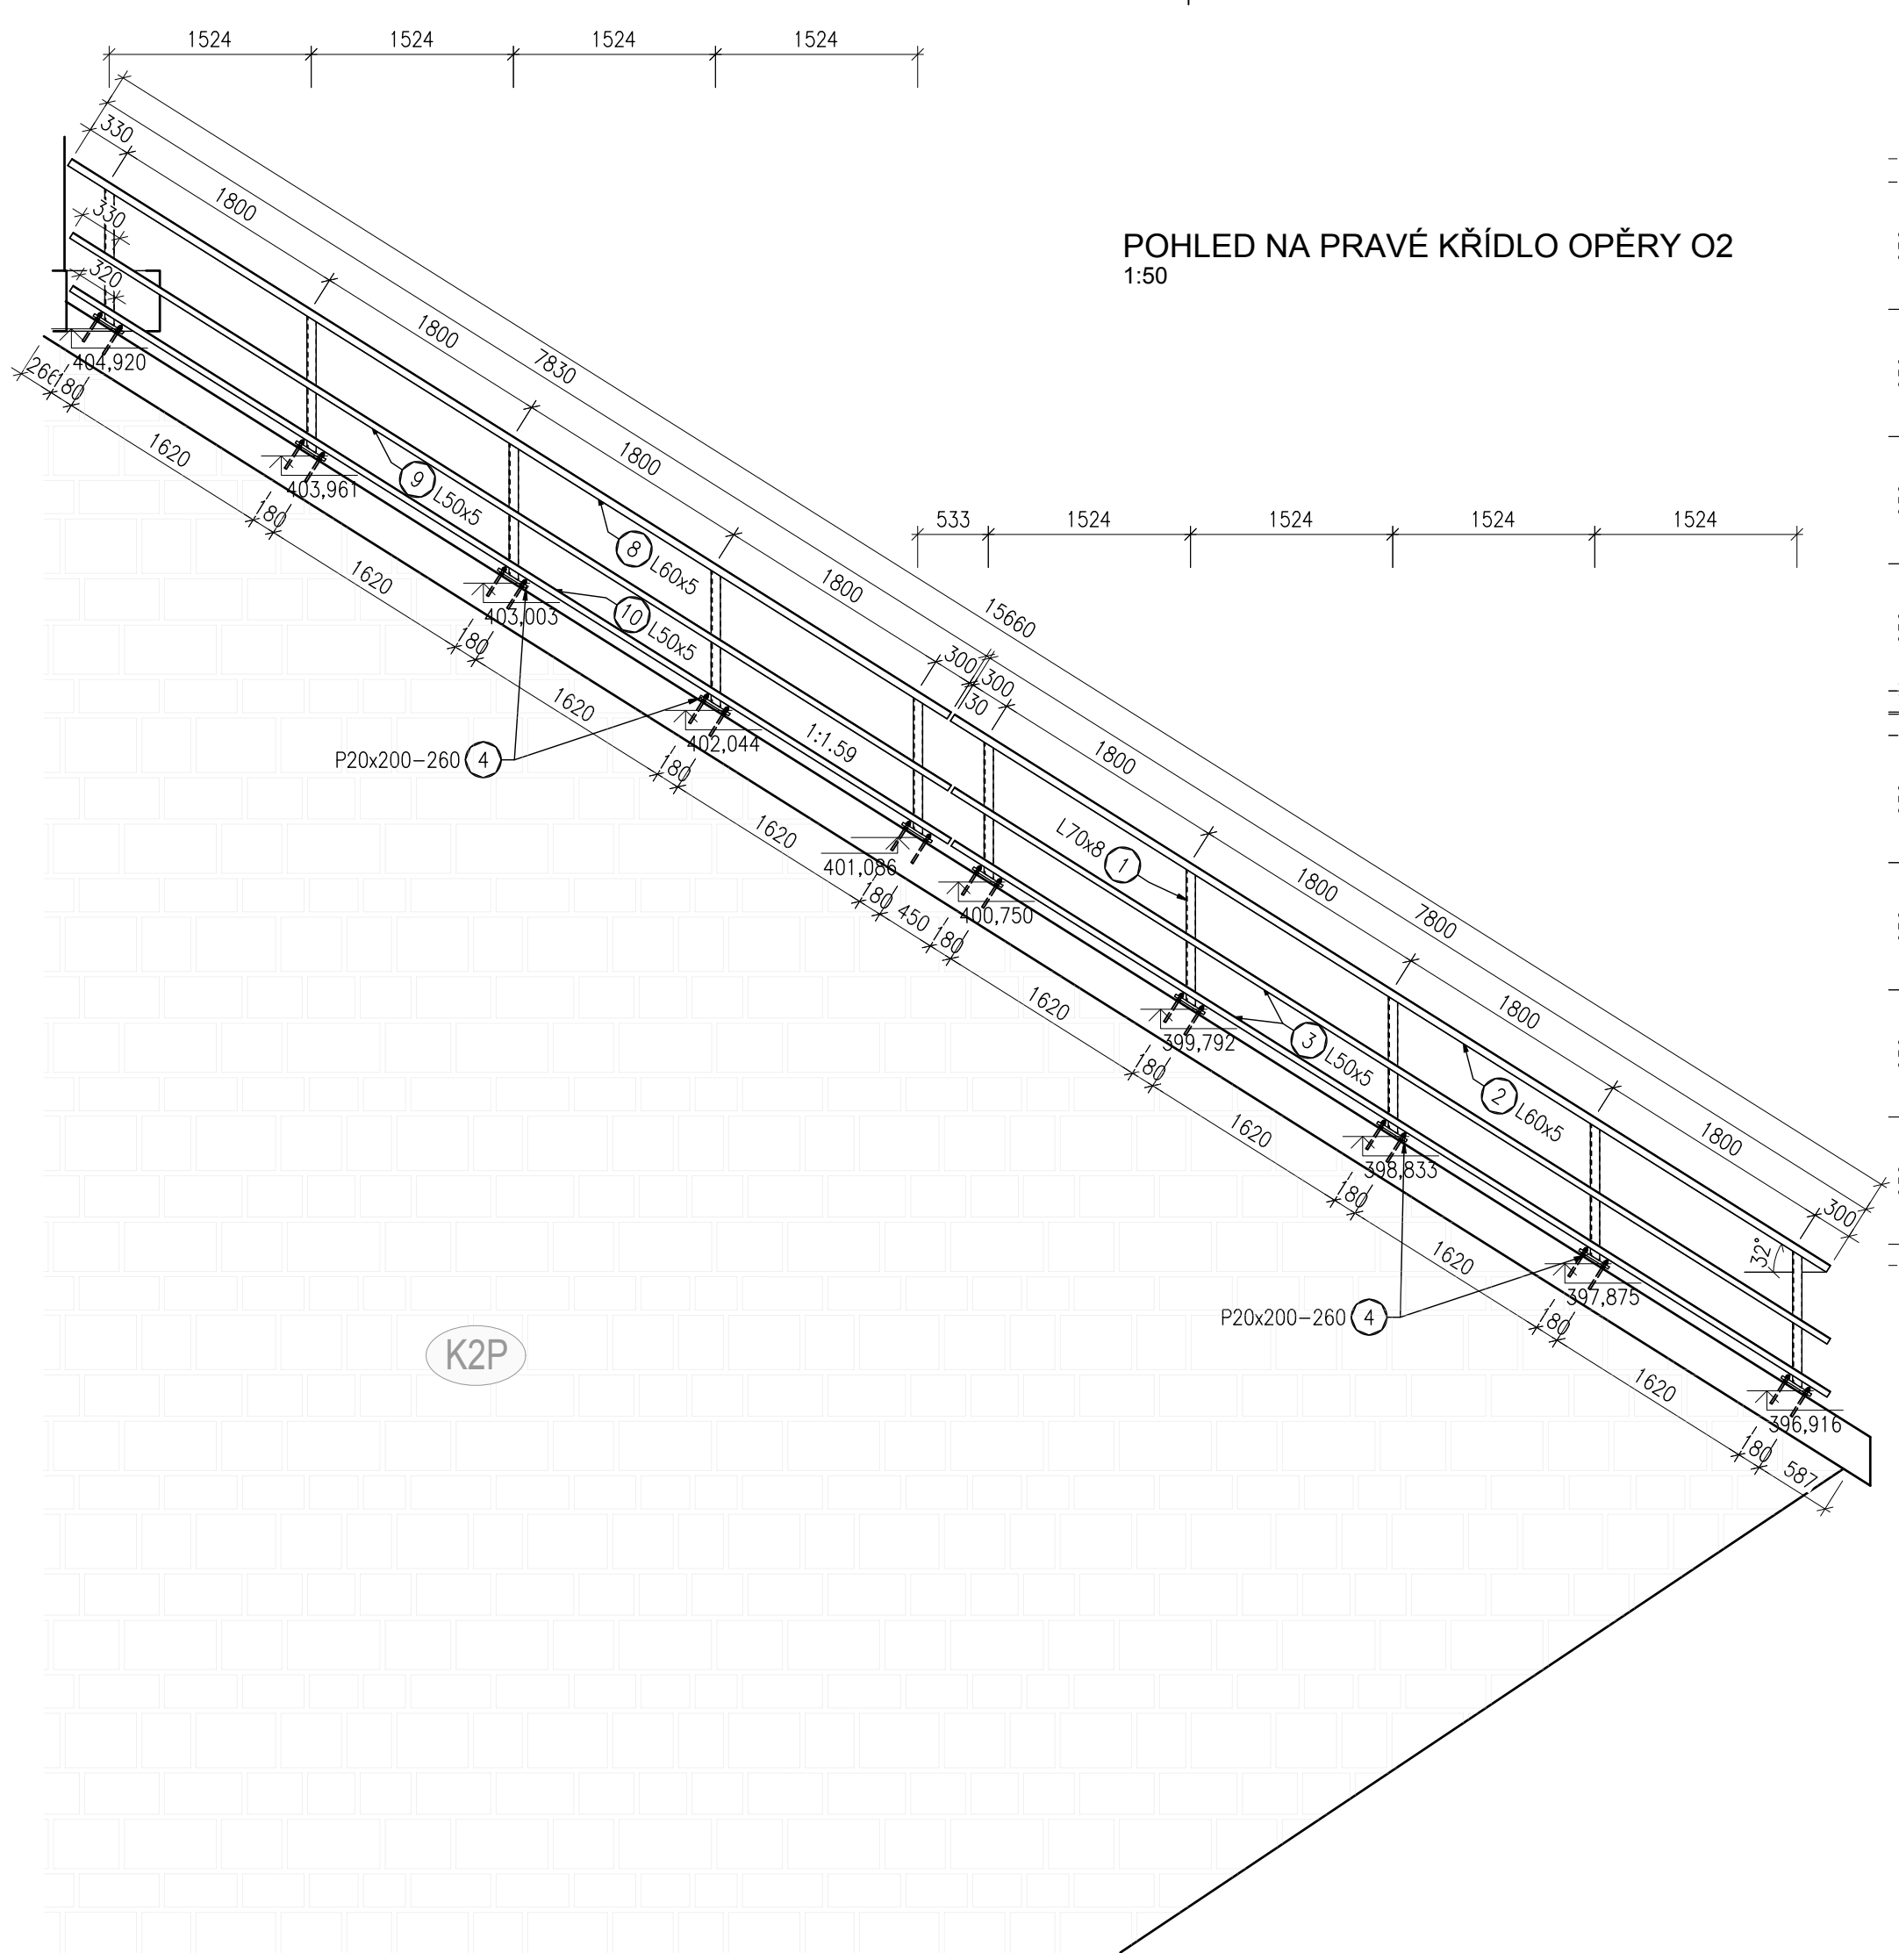 1524 1524 1524 1524
POHLED NA PRAVÉ KŘÍDLO OPĚRY O2
1:50
330 1800 1800 1800 1800 300
7830
15660
330
320
533 1524 1524 1524 1524
30
300 1800 1800 1800 1800 300
7800
9 L50x5
8 L60x5
10 L50x5
1:1.59
P20x200-260 4
L70x8 1
3 L50x5
2 L60x5
P20x200-260 4
32°
404,920
403,961
403,003
402,044
401,086
400,750
399,792
398,833
397,875
396,916
266 180 1620 180 1620 180 1620 180 1620 180 450 180 1620 180 1620 180 1620 180 1620 180 587
K2P